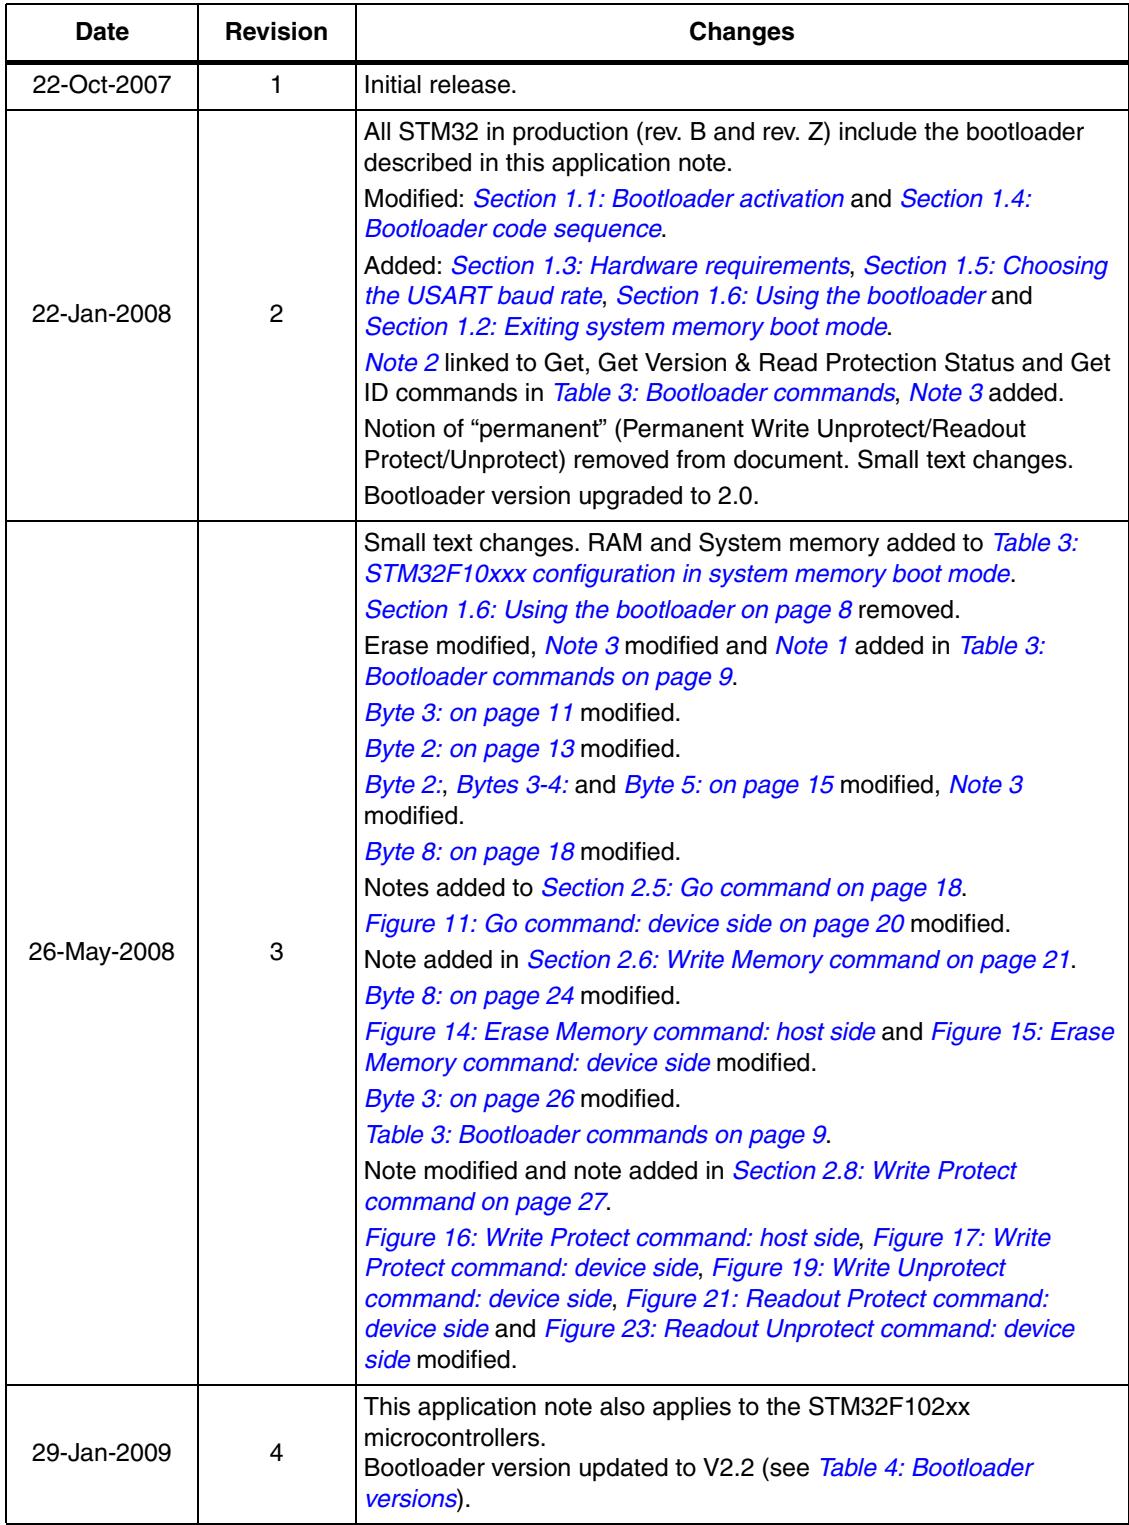 Date Revision Changes
22-Oct-2007 1 Initial release.
22-Jan-2008 2
All STM32 in production (rev. B and rev. Z) include the bootloader
described in this application note.
Modified: Section 1.1: Bootloader activation and Section 1.4:
Bootloader code sequence.
Added: Section 1.3: Hardware requirements, Section 1.5: Choosing
the USART baud rate, Section 1.6: Using the bootloader and
Section 1.2: Exiting system memory boot mode.
Note 2 linked to Get, Get Version & Read Protection Status and Get
ID commands in Table 3: Bootloader commands, Note 3 added.
Notion of “permanent” (Permanent Write Unprotect/Readout
Protect/Unprotect) removed from document. Small text changes.
Bootloader version upgraded to 2.0.
26-May-2008 3
Small text changes. RAM and System memory added to Table 3:
STM32F10xxx configuration in system memory boot mode.
Section 1.6: Using the bootloader on page 8 removed.
Erase modified, Note 3 modified and Note 1 added in Table 3:
Bootloader commands on page 9.
Byte 3: on page 11 modified.
Byte 2: on page 13 modified.
Byte 2:, Bytes 3-4: and Byte 5: on page 15 modified, Note 3
modified.
Byte 8: on page 18 modified.
Notes added to Section 2.5: Go command on page 18.
Figure 11: Go command: device side on page 20 modified.
Note added in Section 2.6: Write Memory command on page 21.
Byte 8: on page 24 modified.
Figure 14: Erase Memory command: host side and Figure 15: Erase
Memory command: device side modified.
Byte 3: on page 26 modified.
Table 3: Bootloader commands on page 9.
Note modified and note added in Section 2.8: Write Protect
command on page 27.
Figure 16: Write Protect command: host side, Figure 17: Write
Protect command: device side, Figure 19: Write Unprotect
command: device side, Figure 21: Readout Protect command:
device side and Figure 23: Readout Unprotect command: device
side modified.
29-Jan-2009 4
This application note also applies to the STM32F102xx
microcontrollers.
Bootloader version updated to V2.2 (see Table 4: Bootloader
versions).